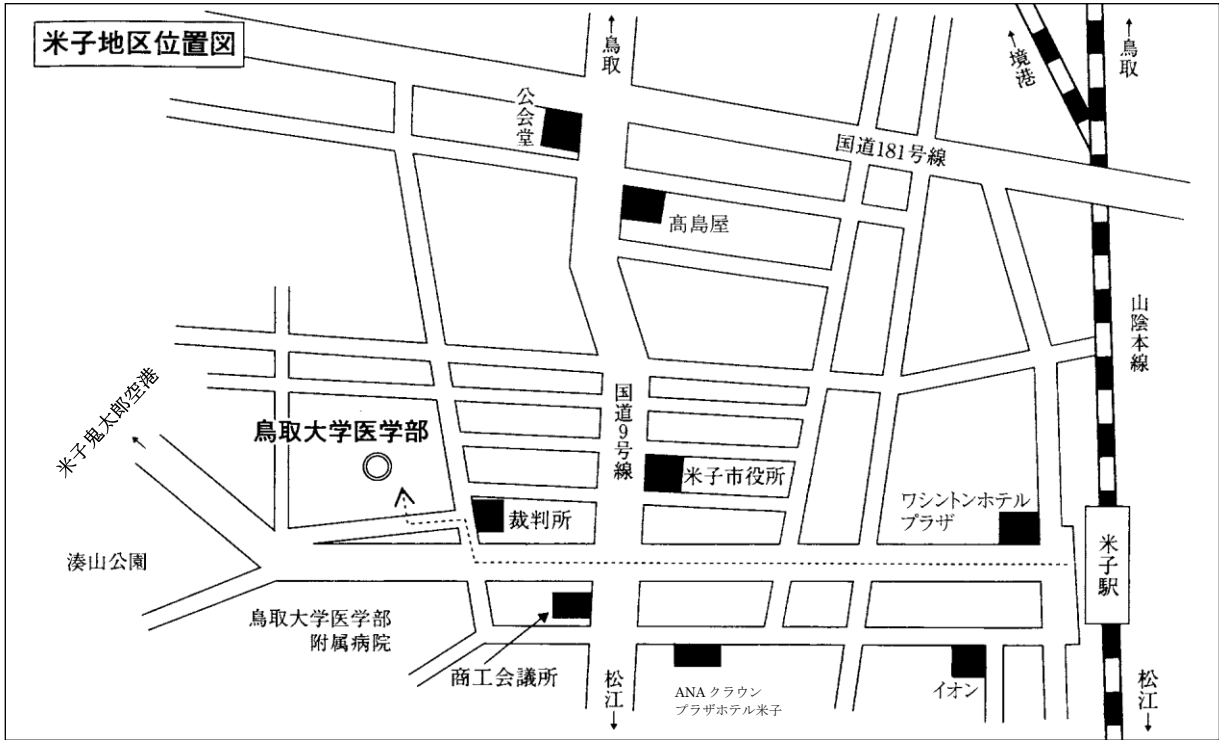 米子地区位置図
↑鳥取
↑境港
↑鳥取
公会堂
国道181号線
髙島屋
山陰本線
米子鬼太郎空港
鳥取大学医学部
国道9号線
米子市役所
裁判所
ワシントンホテル
プラザ
米子駅
湊山公園
鳥取大学医学部
附属病院
商工会議所
松江↓
ANAクラウン
プラザホテル米子
イオン
松江↓